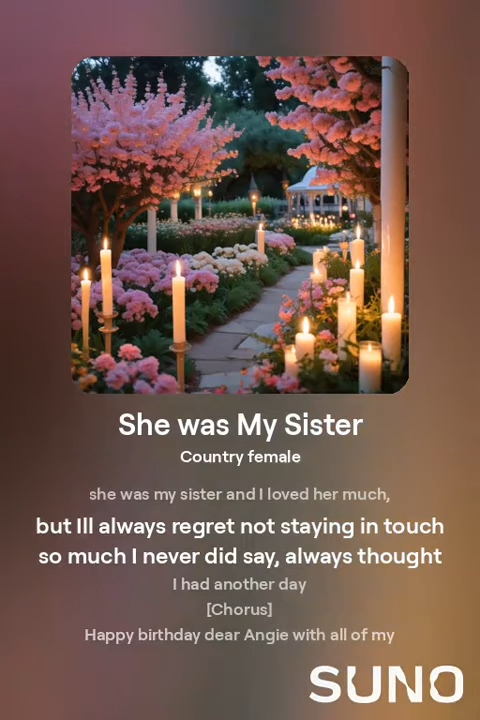 She was My Sister
Country female
she was my sister and I loved her much,
but Ill always regret not staying in touch
so much I never did say, always thought
I had another day
[Chorus]
Happy birthday dear Angie with all of my
SUNO